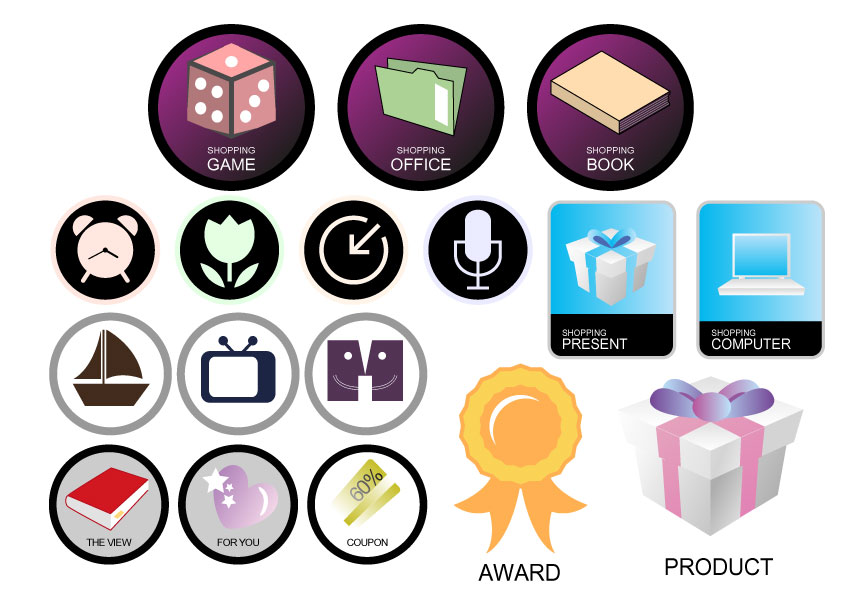 SHOPPING
GAME
SHOPPING
OFFICE
SHOPPING
BOOK
SHOPPING
PRESENT
SHOPPING
COMPUTER
THE VIEW
FOR YOU
60%
COUPON
AWARD
PRODUCT